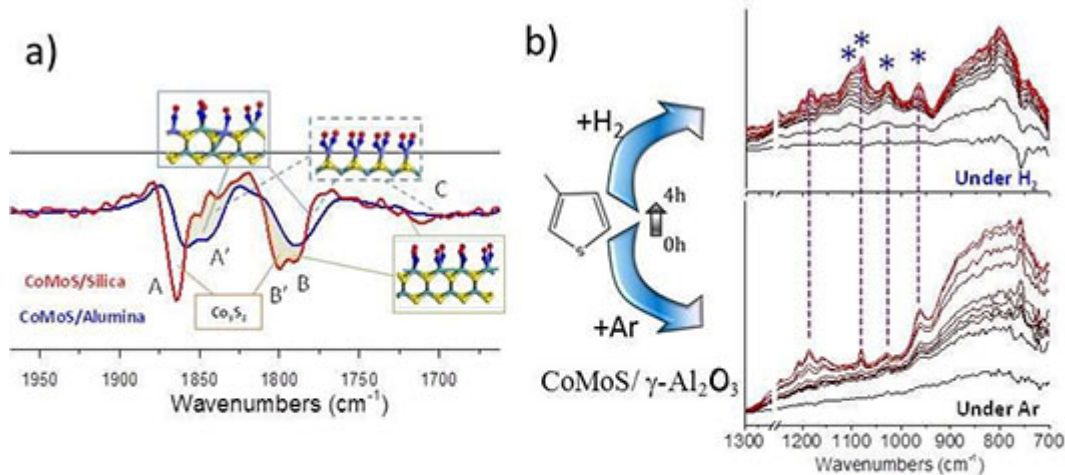 a)
C
A
A'
B'
B
CoMoS/Silica
CoMoS/Alumina
Co₉S₈
1950 1900 1850 1800 1750 1700
Wavenumbers (cm⁻¹)
b)
+H₂
4h
0h
S
+Ar
CoMoS/ γ-Al₂O₃
* * * *
Under H₂
Under Ar
1300 1200 1100 1000 900 800 700
Wavenumbers (cm⁻¹)